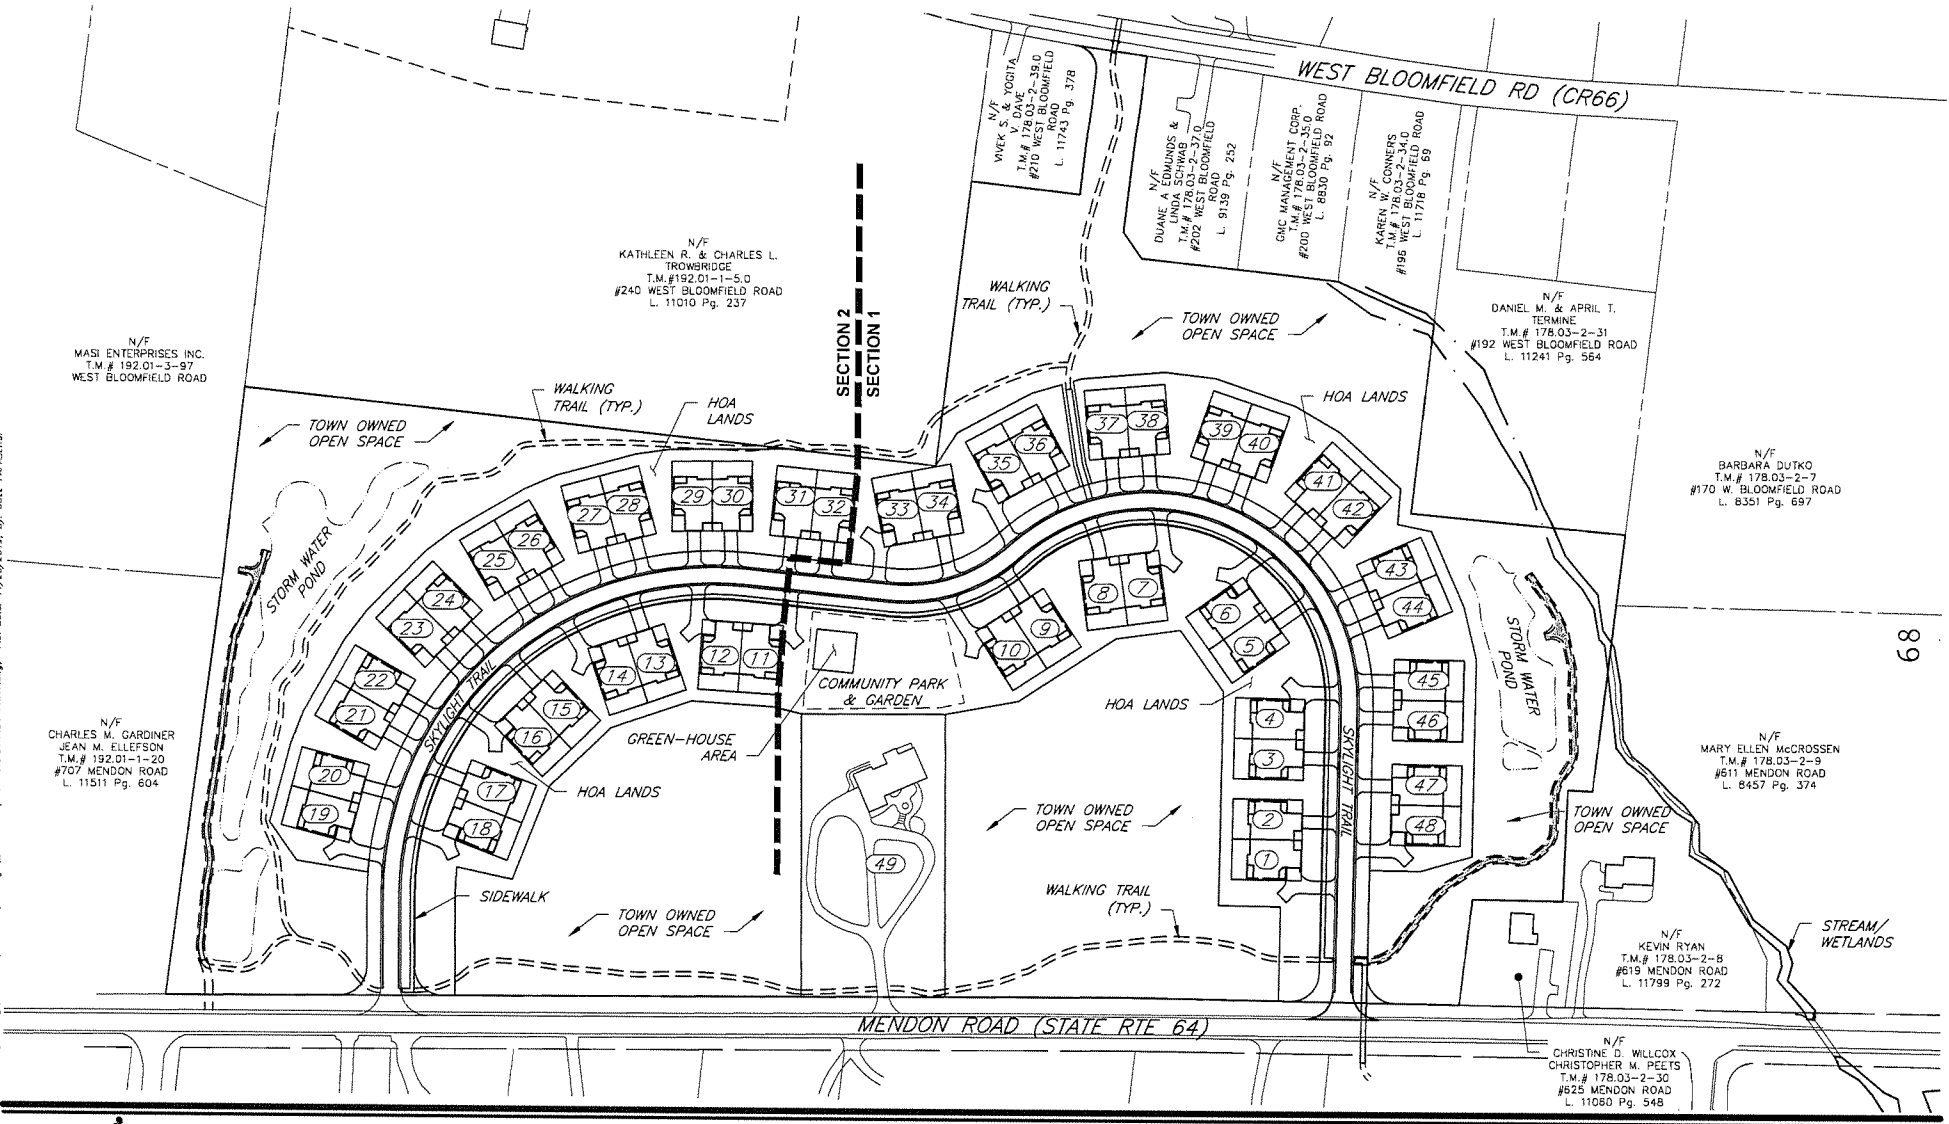 WEST BLOOMFIELD RD (CR66)
N/F
VIVEK S. & YOGITA
V. DAVE
T.M.# 178.03-2-39.0
#210 WEST BLOOMFIELD
ROAD
L. 11743 Pg. 378
N/F
DUANE A EDMUNDS &
LINDA SCHWAB
T.M.# 178.03-2-37.0
#202 WEST BLOOMFIELD
ROAD
L. 9139 Pg. 252
N/F
GMC MANAGEMENT CORP.
T.M.# 178.03-2-35.0
#200 WEST BLOOMFIELD ROAD
L. 8830 Pg. 92
N/F
KAREN W. CONNERS
T.M.# 178.03-2-34.0
#196 WEST BLOOMFIELD ROAD
L. 11718 Pg. 69
N/F
KATHLEEN R. & CHARLES L.
TROWBRIDGE
T.M.#192.01-1-5.0
#240 WEST BLOOMFIELD ROAD
L. 11010 Pg. 237
SECTION 2
SECTION 1
WALKING
TRAIL (TYP.)
TOWN OWNED
OPEN SPACE
N/F
DANIEL M. & APRIL T.
TERMINE
T.M.# 178.03-2-31
#192 WEST BLOOMFIELD ROAD
L. 11241 Pg. 564
N/F
MASI ENTERPRISES INC.
T.M.# 192.01-3-97
WEST BLOOMFIELD ROAD
WALKING
TRAIL (TYP.)
HOA
LANDS
HOA LANDS
TOWN OWNED
OPEN SPACE
N/F
BARBARA DUTKO
T.M.# 178.03-2-7
#170 W. BLOOMFIELD ROAD
L. 8351 Pg. 697
STORM WATER
POND
19
20
21
22
23
24
25
26
27
28
29
30
31
32
33
34
35
36
37
38
39
40
41
42
43
44
45
46
47
48
18
17
16
15
14
13
12
11
10
9
8
7
6
5
4
3
2
1
SKYLIGHT TRAIL
COMMUNITY PARK
& GARDEN
GREEN-HOUSE
AREA
HOA LANDS
HOA LANDS
SKYLIGHT TRAIL
STORM WATER
POND
68
N/F
CHARLES M. GARDINER
JEAN M. ELLEFSON
T.M.# 192.01-1-20
#707 MENDON ROAD
L. 11511 Pg. 604
N/F
MARY ELLEN McCROSSEN
T.M.# 178.03-2-9
#611 MENDON ROAD
L. 8457 Pg. 374
TOWN OWNED
OPEN SPACE
TOWN OWNED
OPEN SPACE
49
SIDEWALK
TOWN OWNED
OPEN SPACE
WALKING TRAIL
(TYP.)
STREAM/
WETLANDS
N/F
KEVIN RYAN
T.M.# 178.03-2-8
#619 MENDON ROAD
L. 11799 Pg. 272
MENDON ROAD (STATE RTE 64)
N/F
CHRISTINE D. WILLCOX
CHRISTOPHER M. PEETS
T.M.# 178.03-2-30
#625 MENDON ROAD
L. 11060 Pg. 548